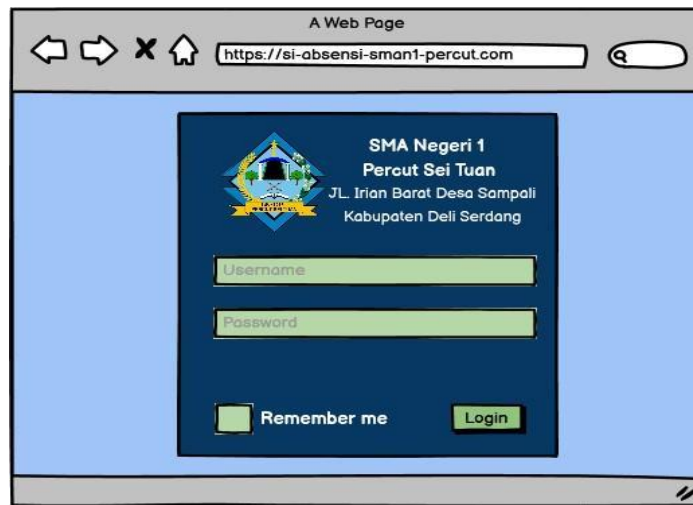 A Web Page
https://si-absensi-sman1-percut.com
SMA Negeri 1
Percut Sei Tuan
JL. Irian Barat Desa Sampali
Kabupaten Deli Serdang
Username
Password
Remember me
Login